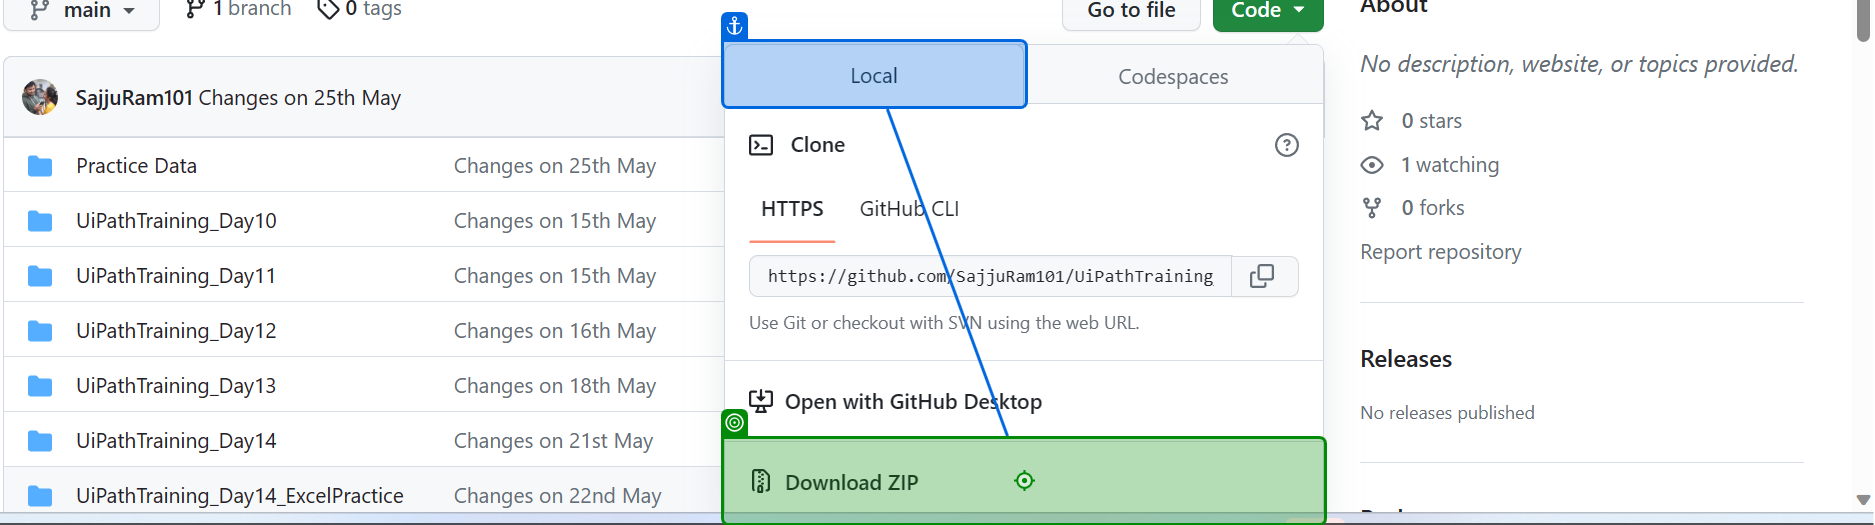 main
1 branch
0 tags
Go to file
Code
About
SajjuRam101 Changes on 25th May
Practice Data Changes on 25th May
UiPathTraining_Day10 Changes on 15th May
UiPathTraining_Day11 Changes on 15th May
UiPathTraining_Day12 Changes on 16th May
UiPathTraining_Day13 Changes on 18th May
UiPathTraining_Day14 Changes on 21st May
UiPathTraining_Day14_ExcelPractice Changes on 22nd May
Local
Codespaces
Clone
HTTPS GitHub CLI
https://github.com/SajjuRam101/UiPathTraining
Use Git or checkout with SVN using the web URL.
Open with GitHub Desktop
Download ZIP
No description, website, or topics provided.
0 stars
1 watching
0 forks
Report repository
Releases
No releases published